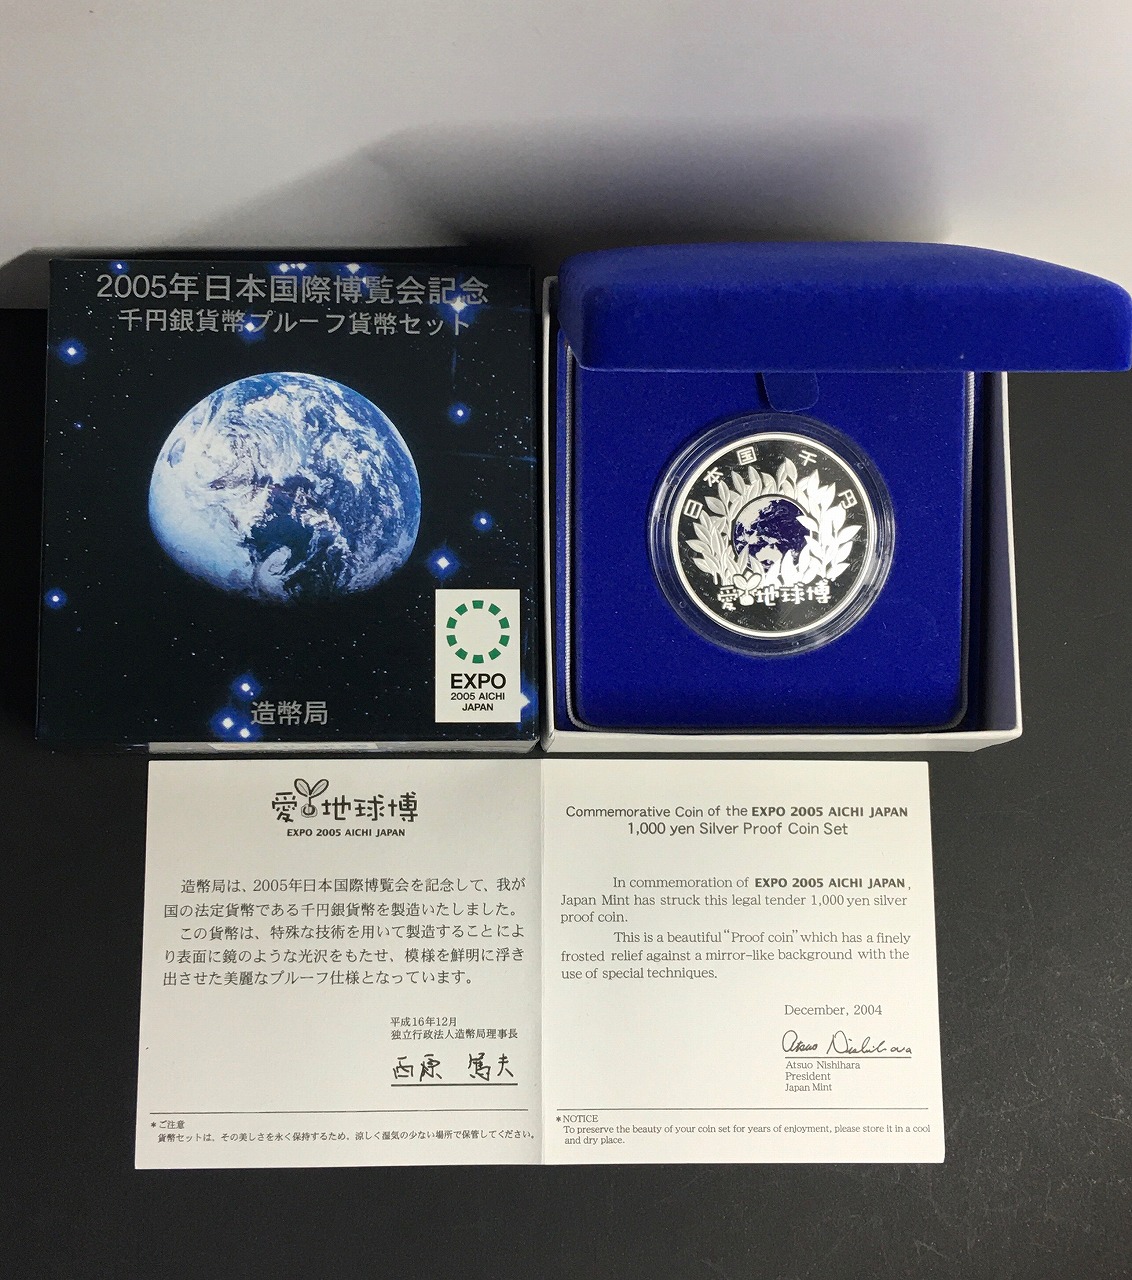 2005年日本国際博覧会記念
千円銀貨幣プルーフ貨幣セット
EXPO
2005 AICHI
JAPAN
造幣局
日本国 千円
愛 地球博
愛 地球博
EXPO 2005 AICHI JAPAN
造幣局は、2005年日本国際博覧会を記念して、我が
国の法定貨幣である千円銀貨幣を製造いたしました。
この貨幣は、特殊な技術を用いて製造することによ
り表面に鏡のような光沢をもたせ、模様を鮮明に浮き
出させた美麗なプルーフ仕様となっています。
平成16年12月
独立行政法人造幣局理事長
西原 篤夫
*ご注意
貨幣セットは、その美しさを永く保持するため、涼しく湿気の少ない場所で保管してください。
Commemorative Coin of the EXPO 2005 AICHI JAPAN
1,000 yen Silver Proof Coin Set
In commemoration of EXPO 2005 AICHI JAPAN,
Japan Mint has struck this legal tender 1,000 yen silver
proof coin.
This is a beautiful "Proof coin" which has a finely
frosted relief against a mirror-like background with the
use of special techniques.
December, 2004
Atsuo Nishihara
Atsuo Nishihara
President
Japan Mint
*NOTICE
To preserve the beauty of your coin set for years of enjoyment, please store it in a cool
and dry place.